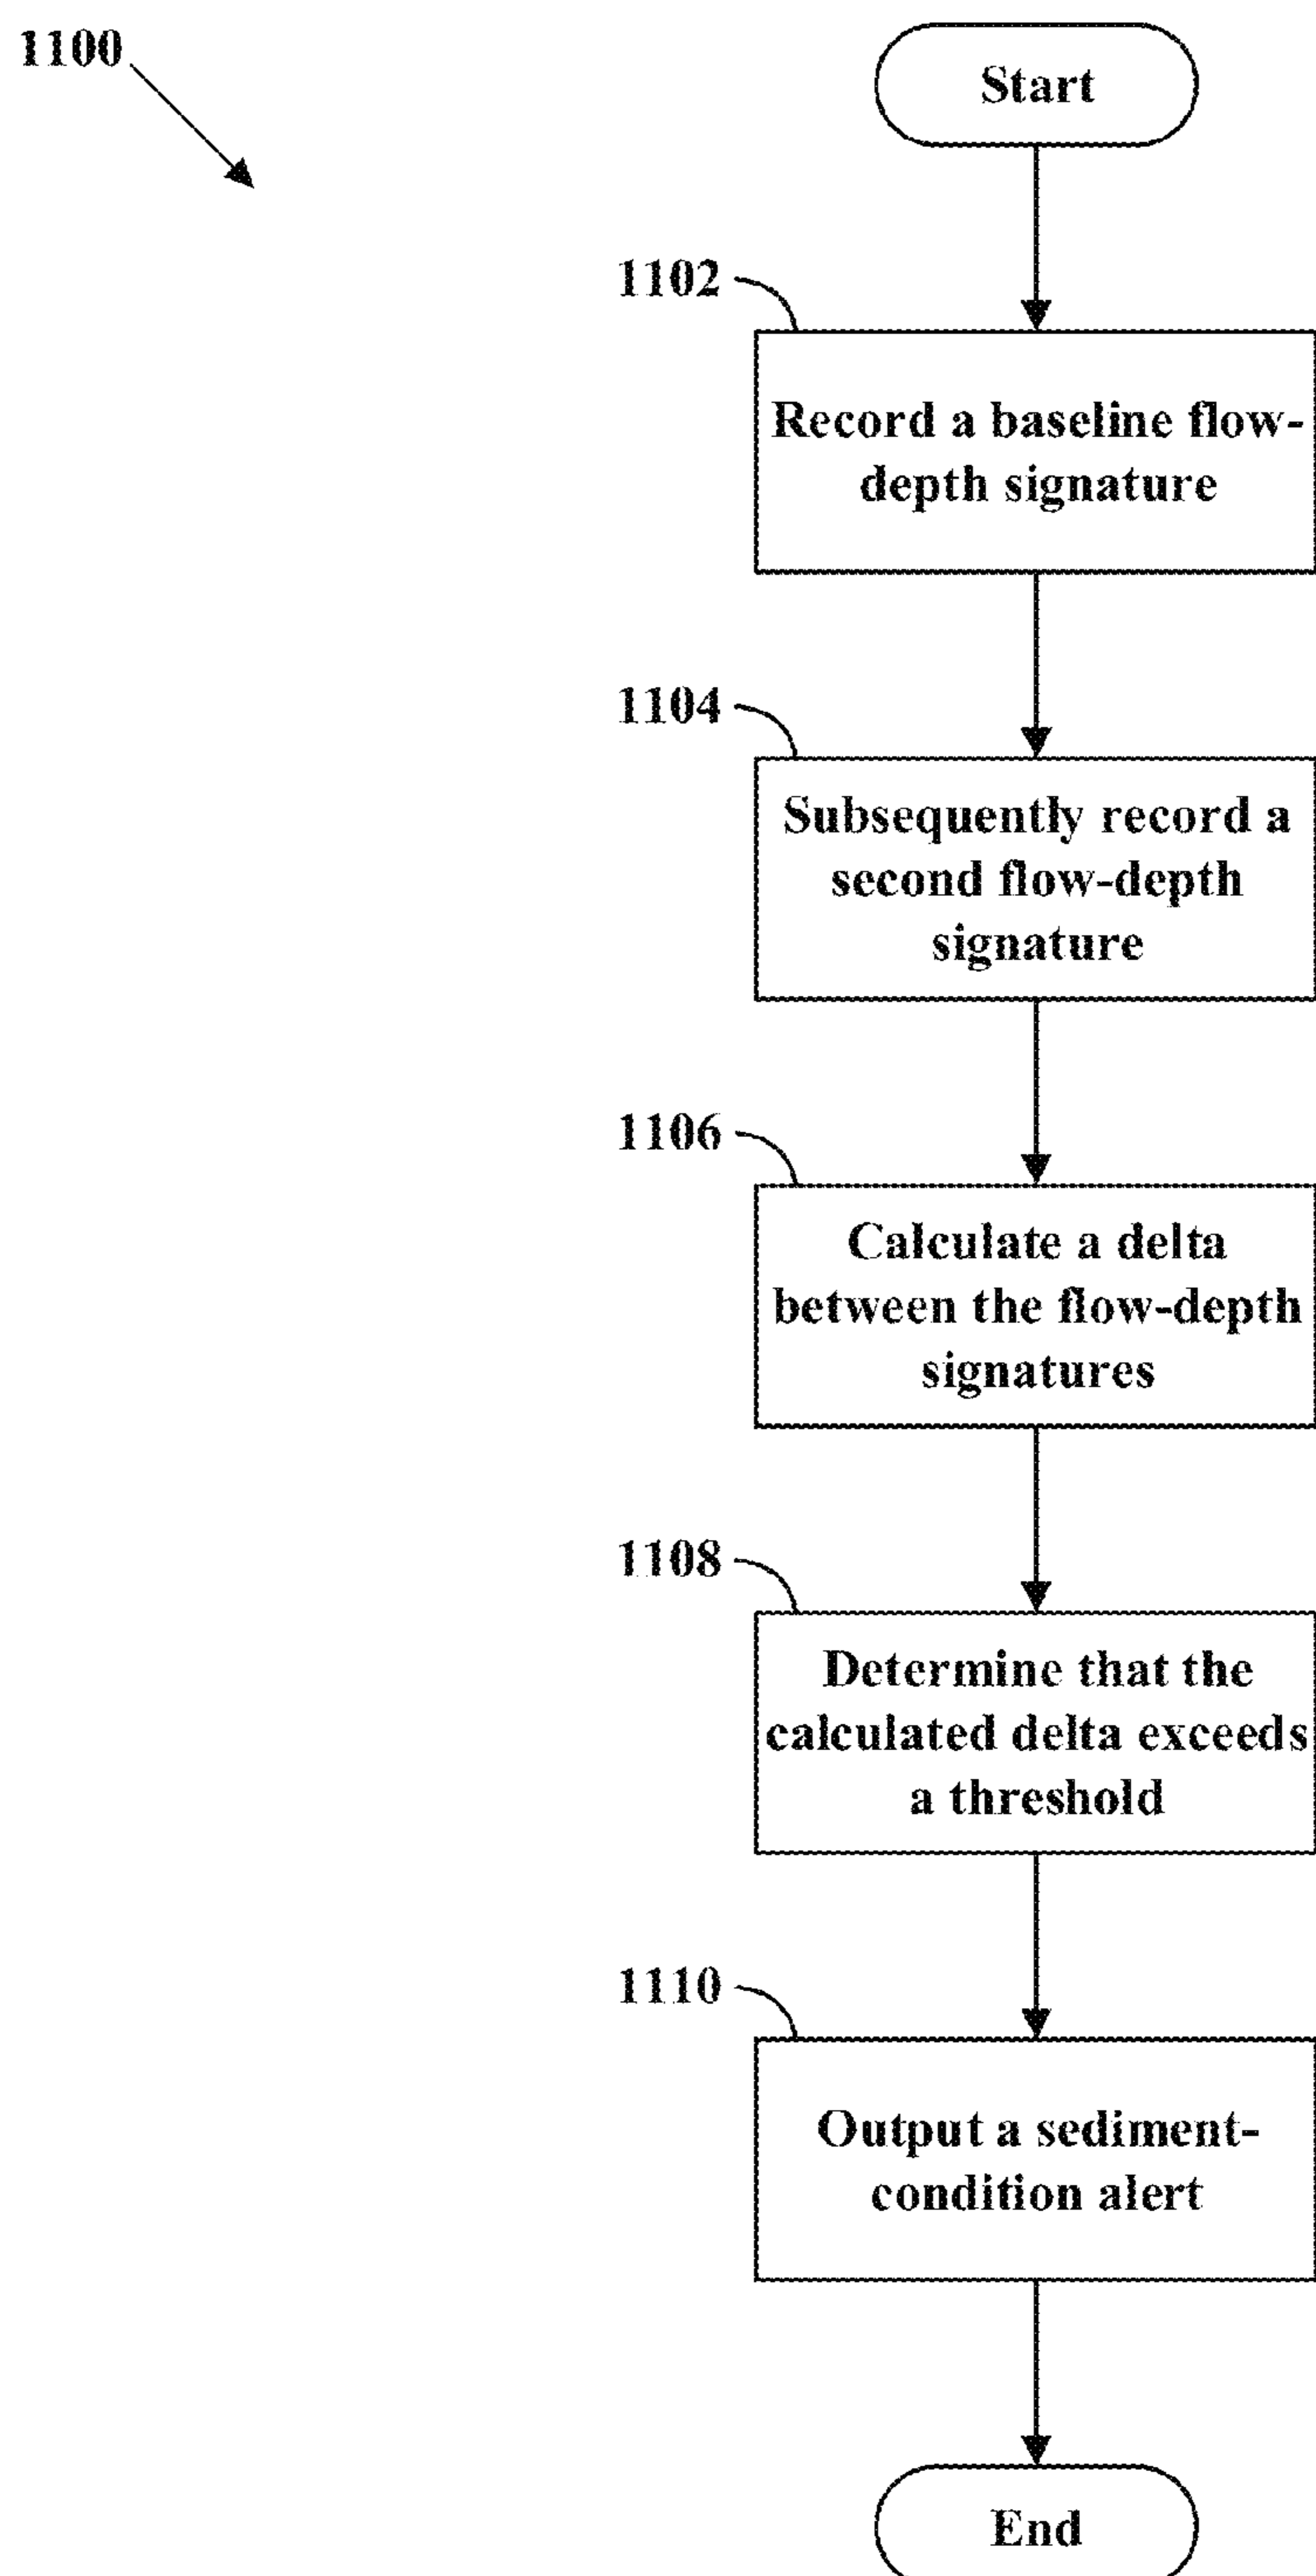 1100
Start
1102
Record a baseline flow-
depth signature
1104
Subsequently record a
second flow-depth
signature
1106
Calculate a delta
between the flow-depth
signatures
1108
Determine that the
calculated delta exceeds
a threshold
1110
Output a sediment-
condition alert
End